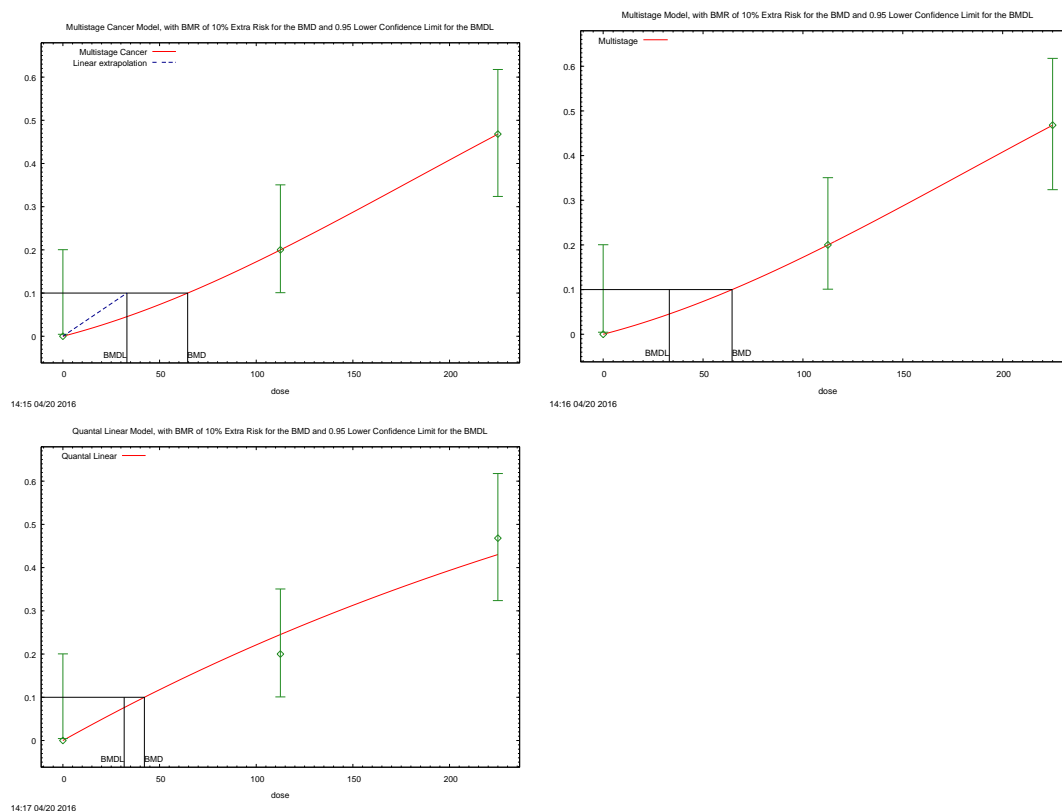 Multistage Cancer Model, with BMR of 10% Extra Risk for the BMD and 0.95 Lower Confidence Limit for the BMDL
Multistage Cancer
Linear extrapolation
0.6
0.5
0.4
0.3
0.2
0.1
0
BMDL BMD
0 50 100 150 200
dose
14:15 04/20 2016
Multistage Model, with BMR of 10% Extra Risk for the BMD and 0.95 Lower Confidence Limit for the BMDL
Multistage
0.6
0.5
0.4
0.3
0.2
0.1
0
BMDL BMD
0 50 100 150 200
dose
14:16 04/20 2016
Quantal Linear Model, with BMR of 10% Extra Risk for the BMD and 0.95 Lower Confidence Limit for the BMDL
Quantal Linear
0.6
0.5
0.4
0.3
0.2
0.1
0
BMDL BMD
0 50 100 150 200
dose
14:17 04/20 2016